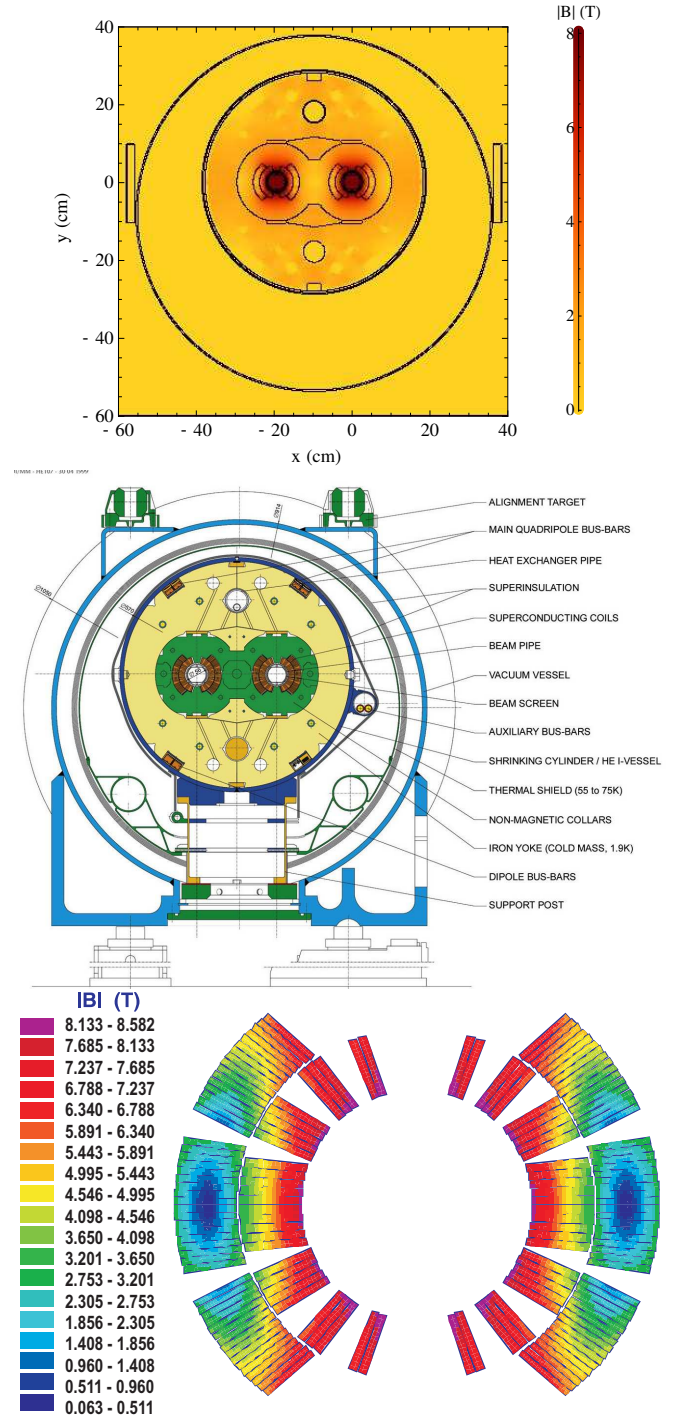 |B| (T)
40
8
20
6
0
4
y (cm)
- 20
2
- 40
0
- 60
- 60
- 40
- 20
0
20
40
x (cm)
ALIGNMENT TARGET
MAIN QUADRIPOLE BUS-BARS
HEAT EXCHANGER PIPE
SUPERINSULATION
SUPERCONDUCTING COILS
BEAM PIPE
VACUUM VESSEL
BEAM SCREEN
AUXILIARY BUS-BARS
SHRINKING CYLINDER / HE I-VESSEL
THERMAL SHIELD (55 to 75K)
NON-MAGNETIC COLLARS
IRON YOKE (COLD MASS, 1.9K)
DIPOLE BUS-BARS
SUPPORT POST
|B| (T)
8.133 - 8.582
7.685 - 8.133
7.237 - 7.685
6.788 - 7.237
6.340 - 6.788
5.891 - 6.340
5.443 - 5.891
4.995 - 5.443
4.546 - 4.995
4.098 - 4.546
3.650 - 4.098
3.201 - 3.650
2.753 - 3.201
2.305 - 2.753
1.856 - 2.305
1.408 - 1.856
0.960 - 1.408
0.511 - 0.960
0.063 - 0.511